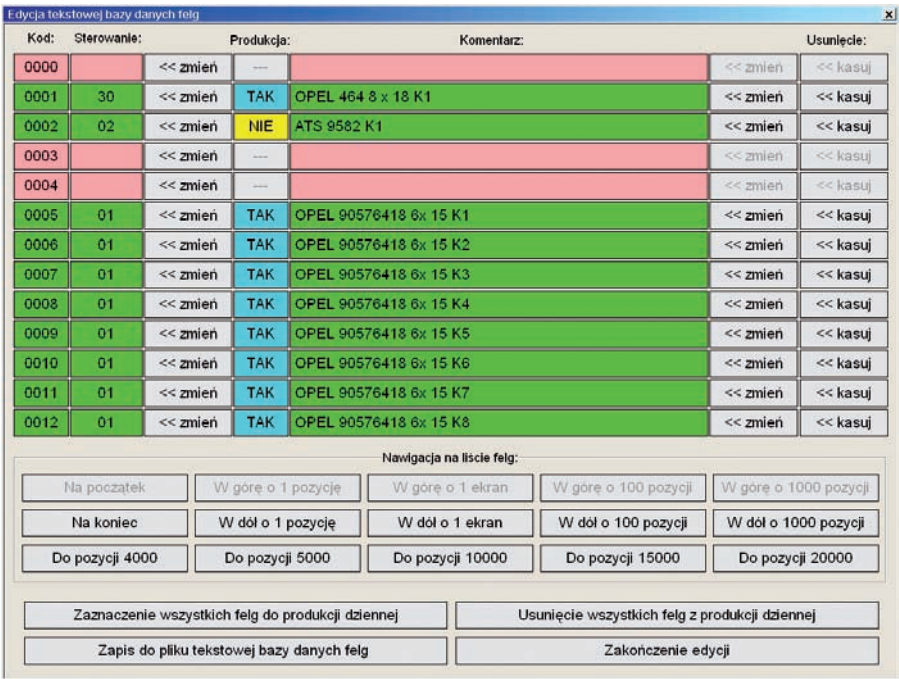 Edycja tekstowej bazy danych felg x
Kod: Sterowanie: Produkcja: Komentarz: Usunięcie:
0000 << zmień --- << zmień << kasuj
0001 30 << zmień TAK OPEL 464 8 x 18 K1 << zmień << kasuj
0002 02 << zmień NIE ATS 9582 K1 << zmień << kasuj
0003 << zmień --- << zmień << kasuj
0004 << zmień --- << zmień << kasuj
0005 01 << zmień TAK OPEL 90576418 6x 15 K1 << zmień << kasuj
0006 01 << zmień TAK OPEL 90576418 6x 15 K2 << zmień << kasuj
0007 01 << zmień TAK OPEL 90576418 6x 15 K3 << zmień << kasuj
0008 01 << zmień TAK OPEL 90576418 6x 15 K4 << zmień << kasuj
0009 01 << zmień TAK OPEL 90576418 6x 15 K5 << zmień << kasuj
0010 01 << zmień TAK OPEL 90576418 6x 15 K6 << zmień << kasuj
0011 01 << zmień TAK OPEL 90576418 6x 15 K7 << zmień << kasuj
0012 01 << zmień TAK OPEL 90576418 6x 15 K8 << zmień << kasuj
Nawigacja na liście felg:
Na początek W górę o 1 pozycję W górę o 1 ekran W górę o 100 pozycji W górę o 1000 pozycji
Na koniec W dół o 1 pozycję W dół o 1 ekran W dół o 100 pozycji W dół o 1000 pozycji
Do pozycji 4000 Do pozycji 5000 Do pozycji 10000 Do pozycji 15000 Do pozycji 20000
Zaznaczenie wszystkich felg do produkcji dziennej Usunięcie wszystkich felg z produkcji dziennej
Zapis do pliku tekstowej bazy danych felg Zakończenie edycji